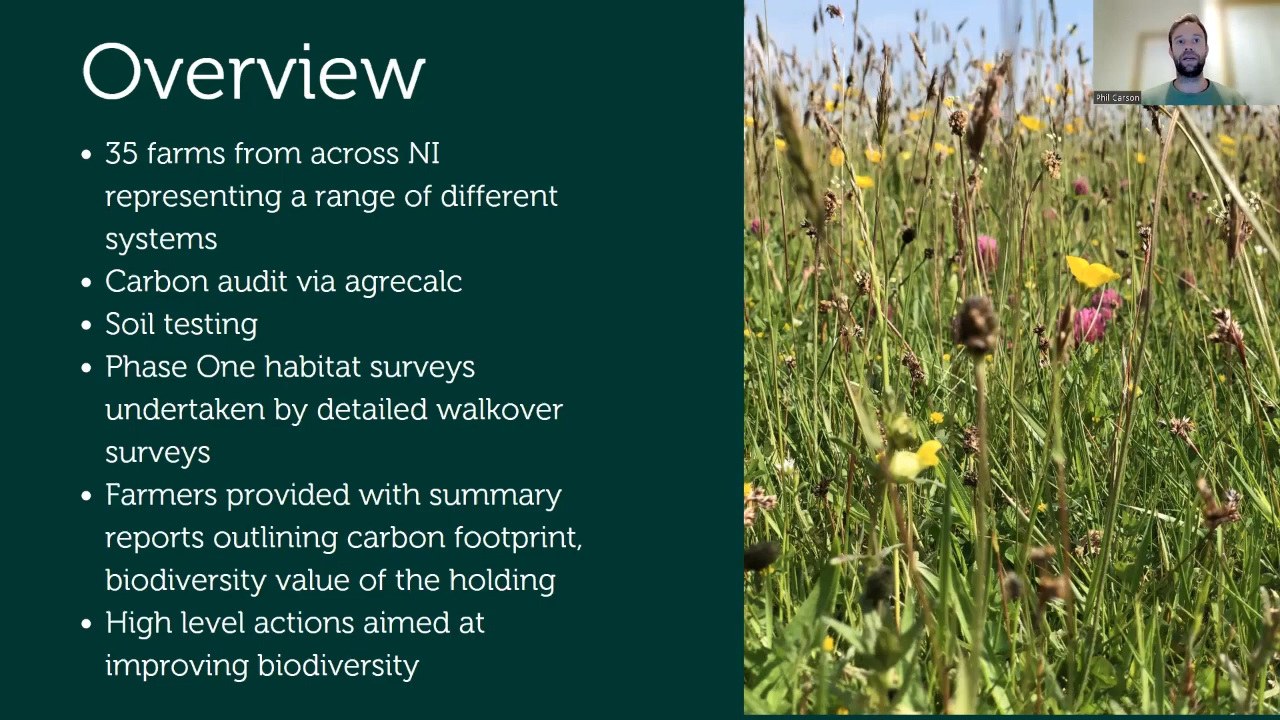 Overview
• 35 farms from across NI
representing a range of different
systems
• Carbon audit via agrecalc
• Soil testing
• Phase One habitat surveys
undertaken by detailed walkover
surveys
• Farmers provided with summary
reports outlining carbon footprint,
biodiversity value of the holding
• High level actions aimed at
improving biodiversity
Phil Carson